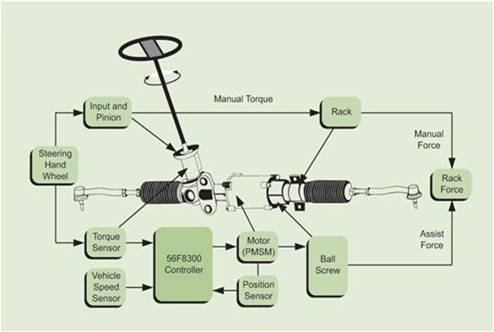 Input and
Pinion
Manual Torque
Rack
Steering
Hand
Wheel
Manual
Force
Rack
Force
Torque
Sensor
56F8300
Controller
Motor
(PMSM)
Ball
Screw
Assist
Force
Vehicle
Speed
Sensor
Position
Sensor